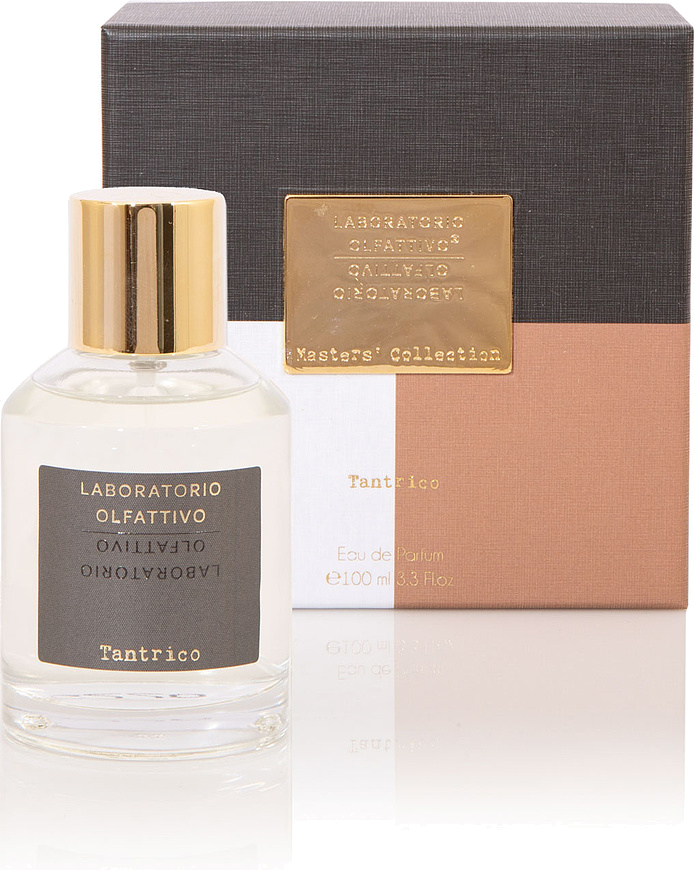 LABORATORIO
OLFATTIVO®
OLFATTIVO
LABORATORIO
Masters' Collection
Tantrico
Eau de Parfum
℮100 ml 3.3 Fl.oz
LABORATORIO
OLFATTIVO
OLFATTIVO
LABORATORIO
Tantrico